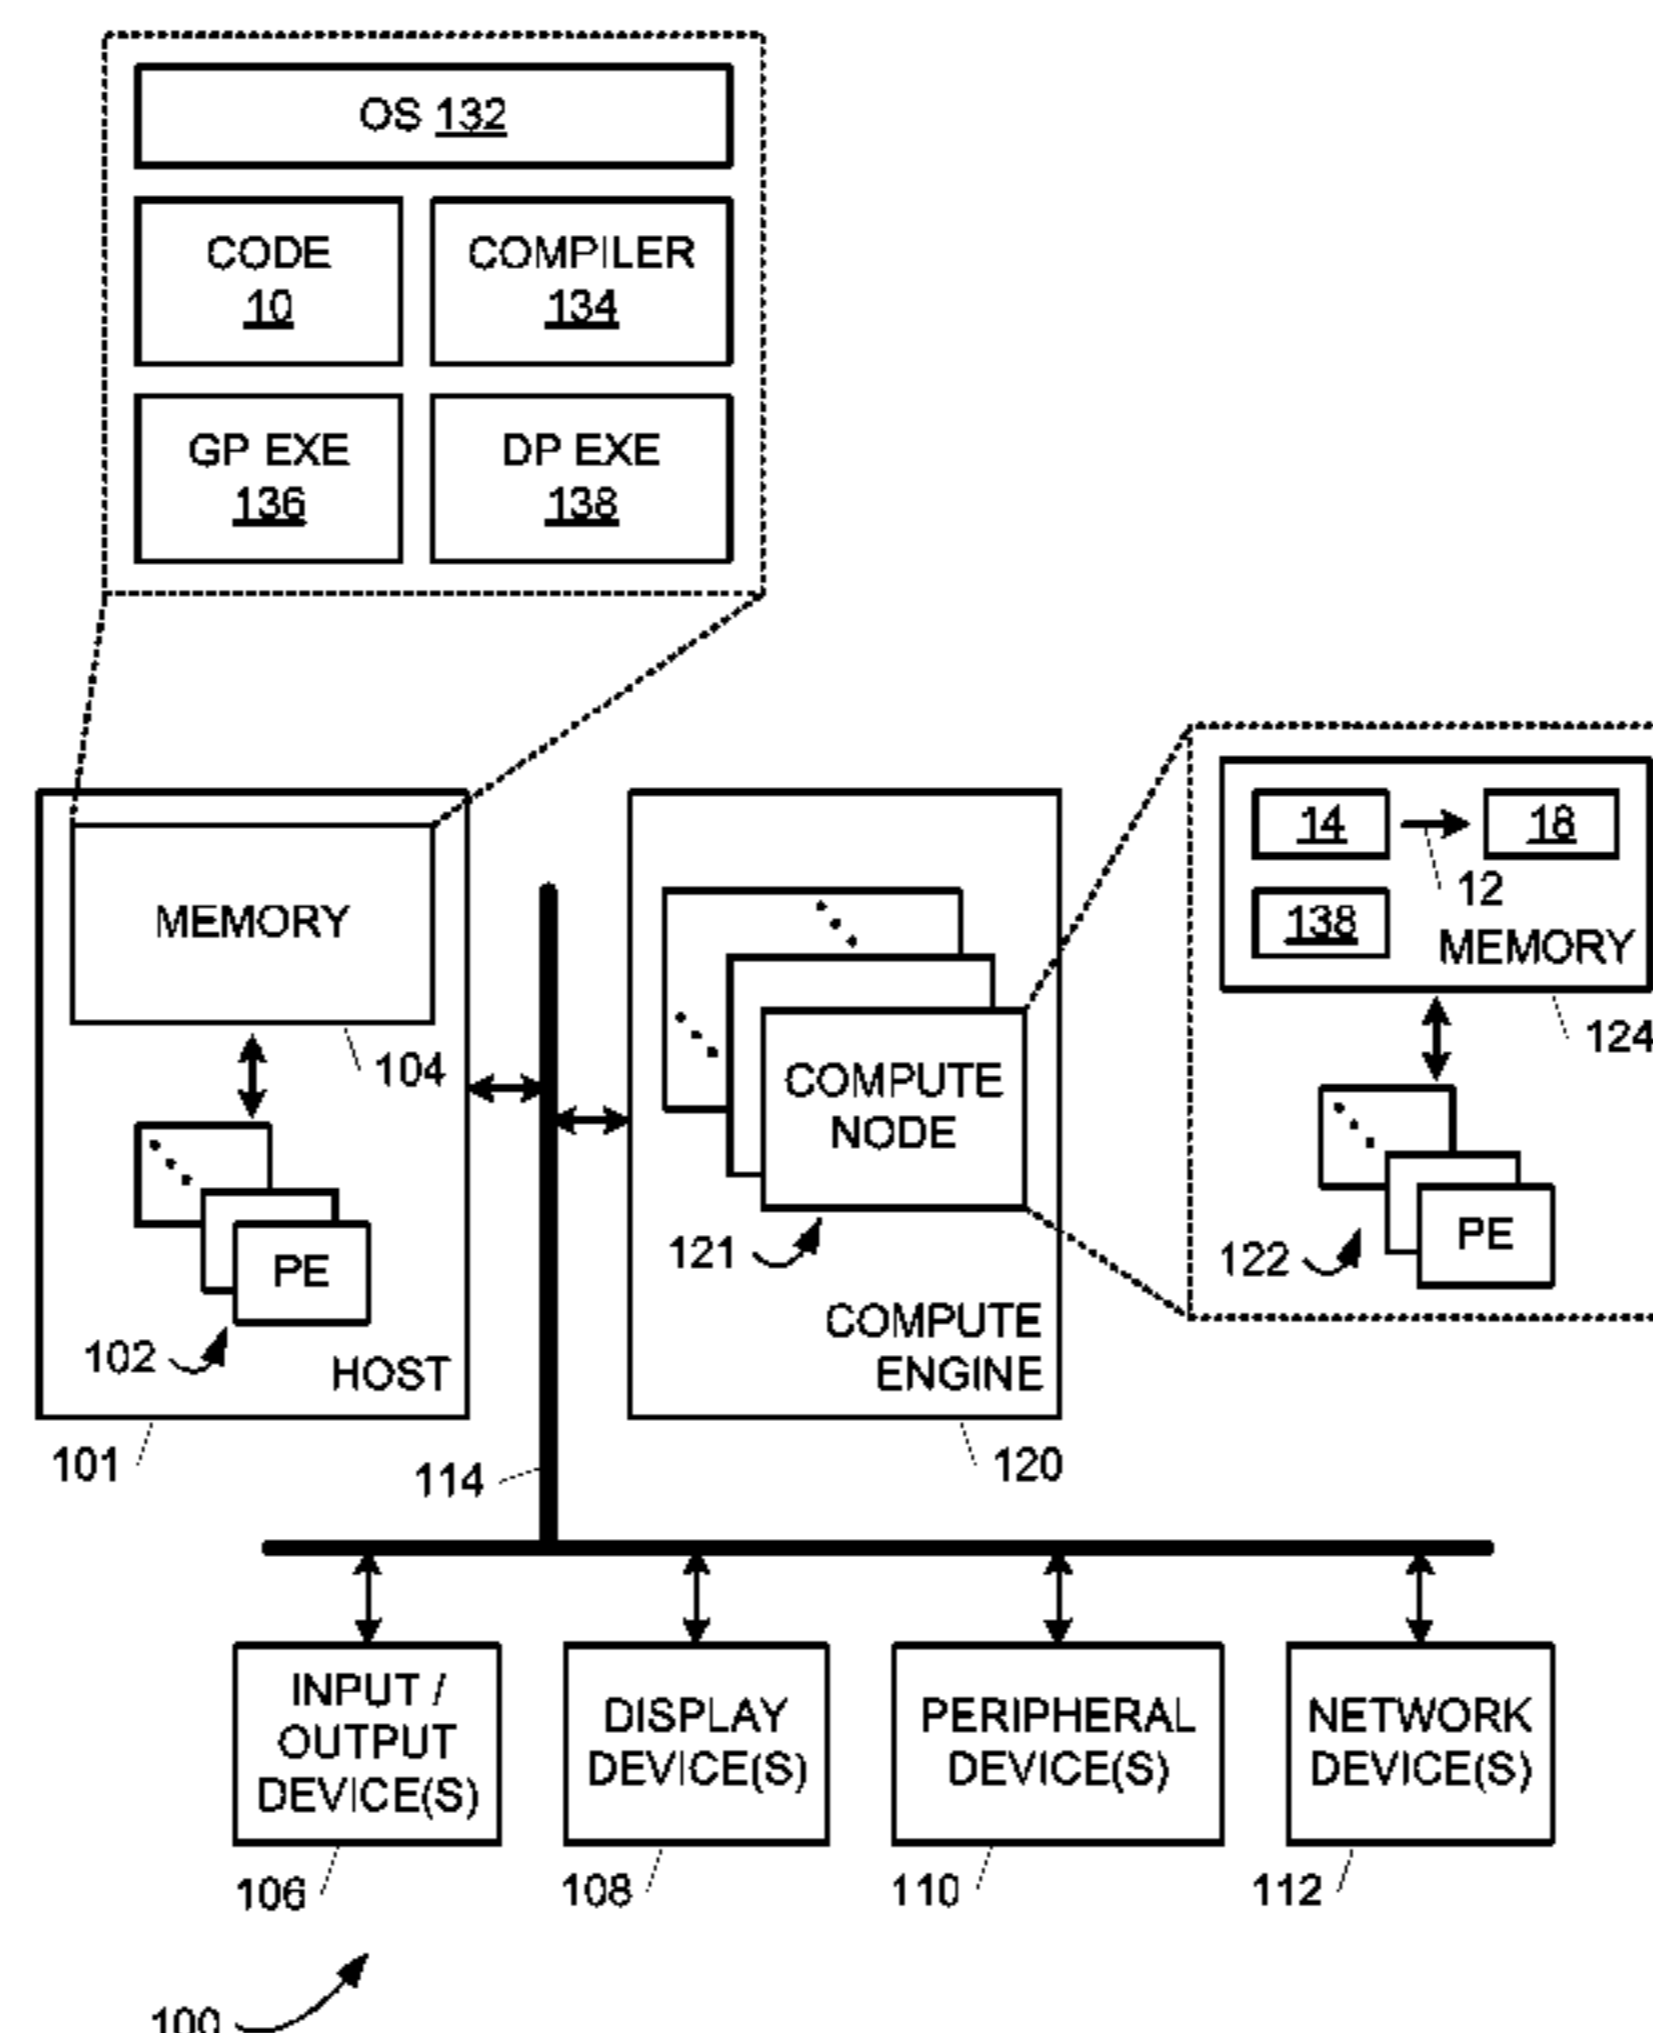 OS 132
CODE
10
COMPILER
134
GP EXE
136
DP EXE
138
MEMORY
104
PE
102
HOST
101
114
COMPUTE
NODE
121
COMPUTE
ENGINE
120
14
18
12
138
MEMORY
124
PE
122
INPUT /
OUTPUT
DEVICE(S)
106
DISPLAY
DEVICE(S)
108
PERIPHERAL
DEVICE(S)
110
NETWORK
DEVICE(S)
112
100